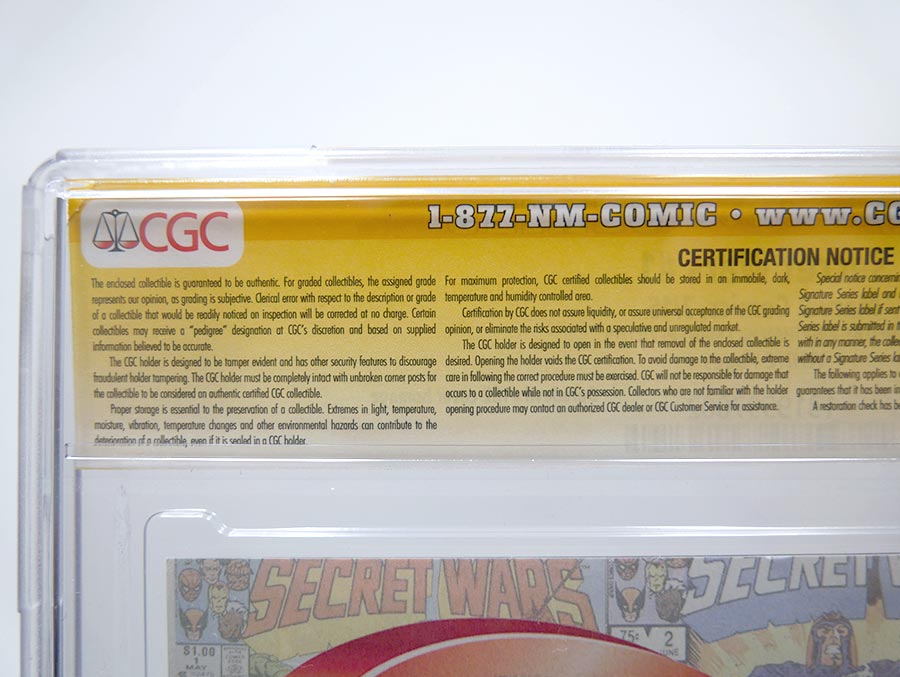 CGC
1-877-NM-COMIC • www.CG
CERTIFICATION NOTICE
The enclosed collectible is guaranteed to be authentic. For graded collectibles, the assigned grade
represents our opinion, as grading is subjective. Clerical error with respect to the description or grade
of a collectible that would be readily noticed on inspection will be corrected at no charge. Certain
collectibles may receive a "pedigree" designation at CGC's discretion and based on supplied
information believed to be accurate.
The CGC holder is designed to be tamper evident and has other security features to discourage
fraudulent holder tampering. The CGC holder must be completely intact with unbroken corner posts for
the collectible to be considered an authentic certified CGC collectible.
Proper storage is essential to the preservation of a collectible. Extremes in light, temperature,
moisture, vibration, temperature changes and other environmental hazards can contribute to the
deterioration of a collectible, even if it is sealed in a CGC holder.
For maximum protection, CGC certified collectibles should be stored in an immobile, dark,
temperature and humidity controlled area.
Certification by CGC does not assure liquidity, or assure universal acceptance of the CGC grading
opinion, or eliminate the risks associated with a speculative and unregulated market.
The CGC holder is designed to open in the event that removal of the enclosed collectible is
desired. Opening the holder voids the CGC certification. To avoid damage to the collectible, extreme
care in following the correct procedure must be exercised. CGC will not be responsible for damage that
occurs to a collectible while not in CGC's possession. Collectors who are not familiar with the holder
opening procedure may contact an authorized CGC dealer or CGC Customer Service for assistance.
Special notice concernin
Signature Series label and
Signature Series label if sent
Series label is submitted in t
with in any manner, the colle
without a Signature Series la
The following applies to
guarantees that it has been in
A restoration check has be
SECRET WARS
$1.00
1
MAY
SECRET W
75¢
2
JUNE